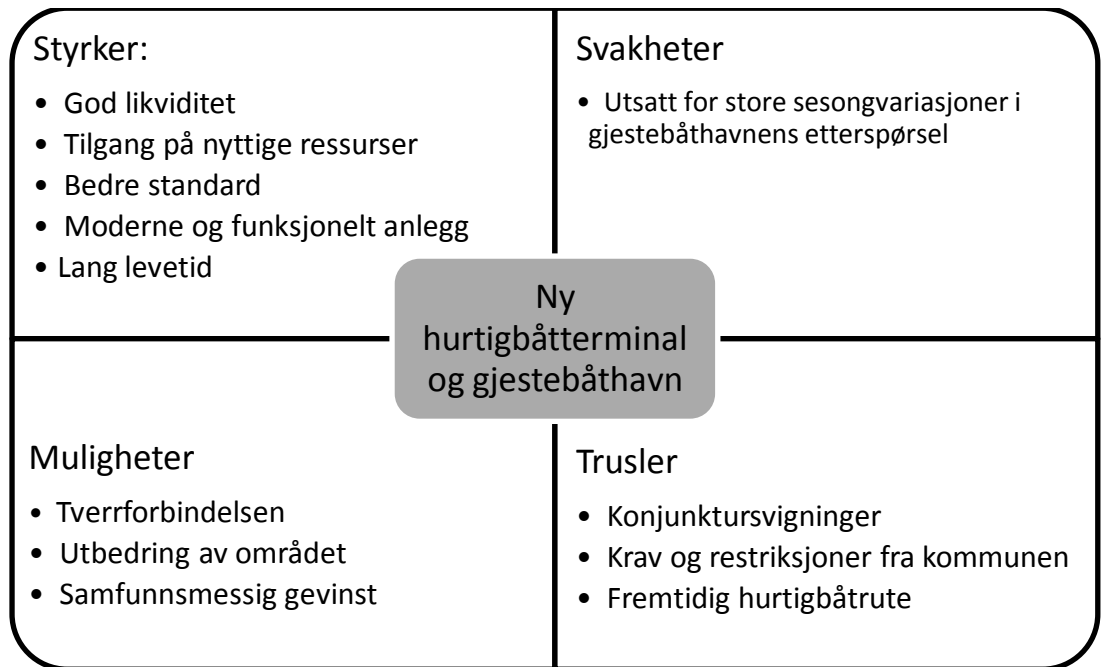 Styrker:
• God likviditet
• Tilgang på nyttige ressurser
• Bedre standard
• Moderne og funksjonelt anlegg
• Lang levetid
Svakheter
• Utsatt for store sesongvariasjoner i
gjestebåthavnens etterspørsel
Ny
hurtigbåtterminal
og gjestebåthavn
Muligheter
• Tverrforbindelsen
• Utbedring av området
• Samfunnsmessig gevinst
Trusler
• Konjunktursvigninger
• Krav og restriksjoner fra kommunen
• Fremtidig hurtigbåtrute